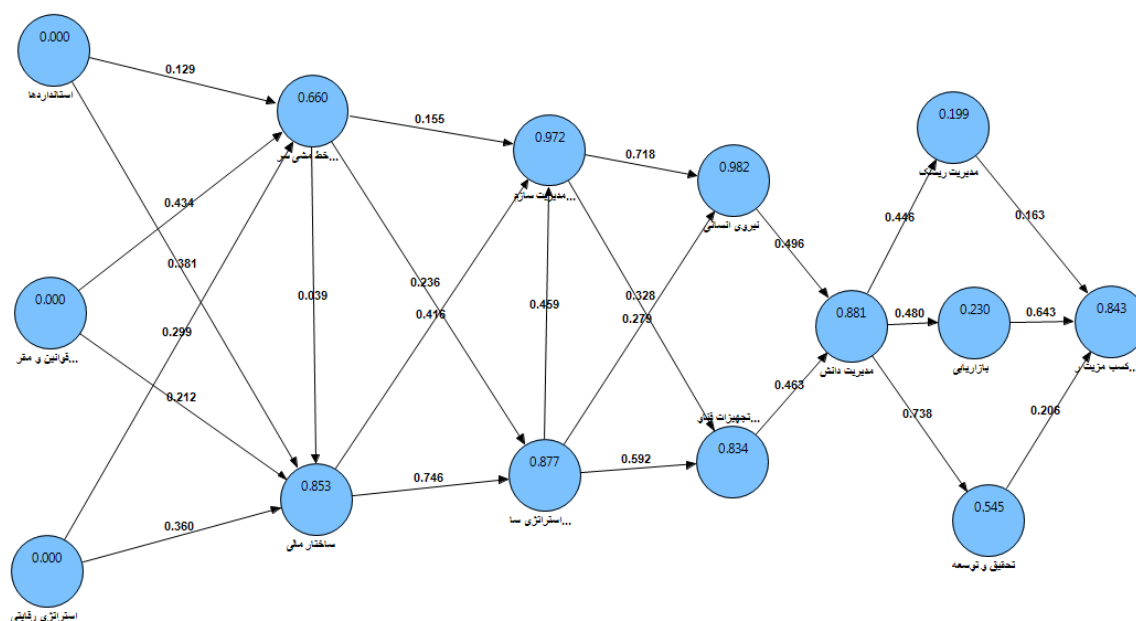 0.000
استانداردها
0.129
0.660
خط مشی سر...
0.155
0.972
مدیریت سازم...
0.718
0.982
نیروی انسانی
0.199
مدیریت ریسک
0.434
0.381
0.299
0.039
0.236
0.416
0.459
0.328
0.279
0.496
0.446
0.163
0.000
قوانین و مقر...
0.212
0.881
مدیریت دانش
0.480
0.230
بازاریابی
0.643
0.843
کسب مزیت ر...
0.463
0.738
0.206
تجهیزات فناو...
0.834
0.853
ساختار مالی
0.746
0.877
استراتژی سا...
0.592
0.545
تحقیق و توسعه
0.360
0.000
استراتژی رقابتی